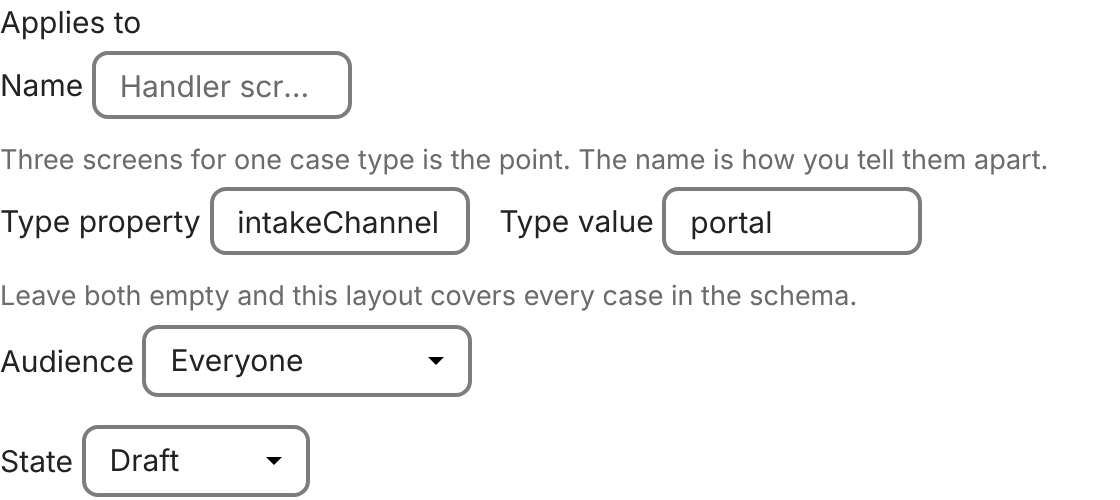 Applies to
Name Handler scr...
Three screens for one case type is the point. The name is how you tell them apart.
Type property intakeChannel Type value portal
Leave both empty and this layout covers every case in the schema.
Audience Everyone
State Draft